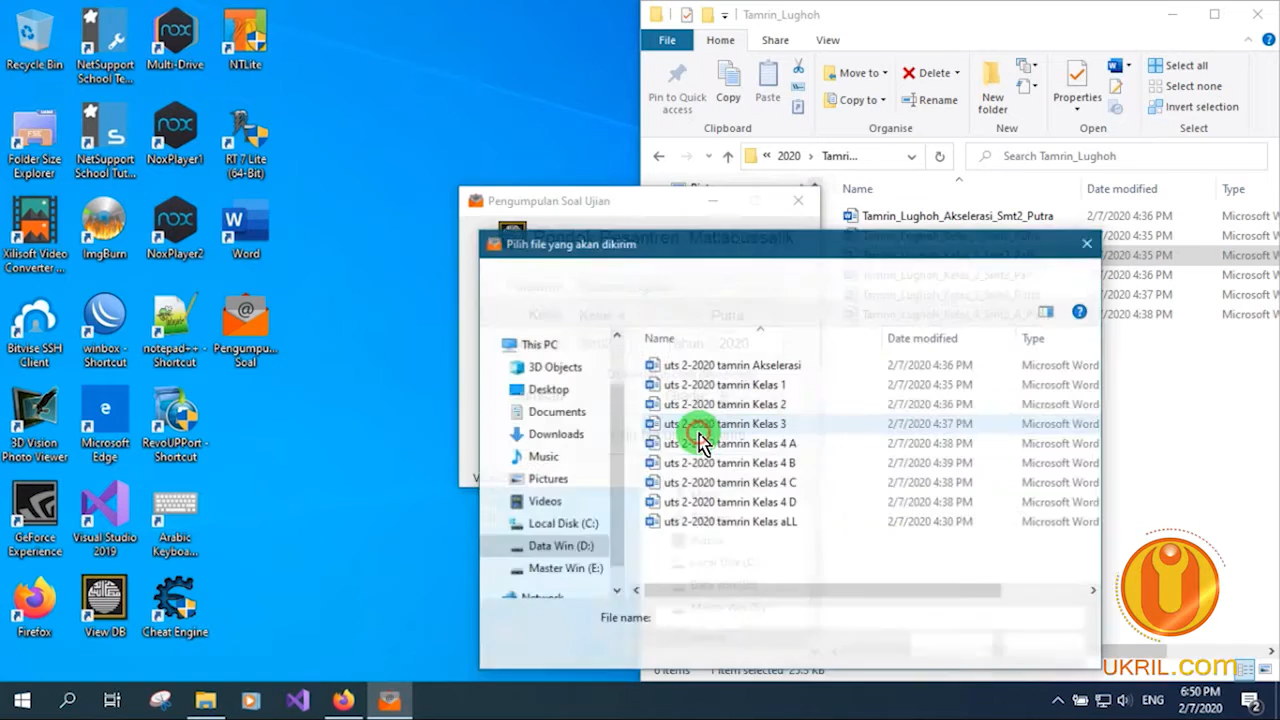 Recycle Bin
NetSupport School Te...
Multi-Drive
NTLite
Folder Size Explorer
NetSupport School Tut...
NoxPlayer1
RT 7 Lite (64-Bit)
Xilisoft Video Converter ...
ImgBurn
NoxPlayer2
Word
Bitvise SSH Client
winbox - Shortcut
notepad++ - Shortcut
Pengumpu... Soal
3D Vision Photo Viewer
Microsoft Edge
RevoUPPort - Shortcut
GeForce Experience
Visual Studio 2019
Arabic Keyboa...
Firefox
View DB
Cheat Engine
Tamrin_Lughoh
File Home Share View
Pin to Quick access
Copy
Paste
Clipboard
Move to
Copy to
Delete
Rename
Organise
New folder
New
Properties
Open
Select all
Select none
Invert selection
Select
« 2020 Tamri...
Search Tamrin_Lughoh
Name Date modified Type
Tamrin_Lughoh_Akselerasi_Smt2_Putra 2/7/2020 4:36 PM Microsoft W
2/7/2020 4:35 PM Microsoft W
2/7/2020 4:35 PM Microsoft W
2/7/2020 4:36 PM Microsoft W
2/7/2020 4:37 PM Microsoft W
2/7/2020 4:38 PM Microsoft W
Pengumpulan Soal Ujian
Pilih file yang akan dikirim
Putra
2020
This PC
3D Objects
Desktop
Documents
Downloads
Music
Pictures
Videos
Local Disk (C:)
Data Win (D:)
Master Win (E:)
Network
Name Date modified Type
uts 2-2020 tamrin Akselerasi 2/7/2020 4:36 PM Microsoft Word
uts 2-2020 tamrin Kelas 1 2/7/2020 4:35 PM Microsoft Word
uts 2-2020 tamrin Kelas 2 2/7/2020 4:36 PM Microsoft Word
uts 2-2020 tamrin Kelas 3 2/7/2020 4:37 PM Microsoft Word
uts 2-2020 tamrin Kelas 4 A 2/7/2020 4:38 PM Microsoft Word
uts 2-2020 tamrin Kelas 4 B 2/7/2020 4:39 PM Microsoft Word
uts 2-2020 tamrin Kelas 4 C 2/7/2020 4:38 PM Microsoft Word
uts 2-2020 tamrin Kelas 4 D 2/7/2020 4:38 PM Microsoft Word
uts 2-2020 tamrin Kelas aLL 2/7/2020 4:30 PM Microsoft Word
File name:
UKRIL.com
ENG
6:50 PM
2/7/2020
2